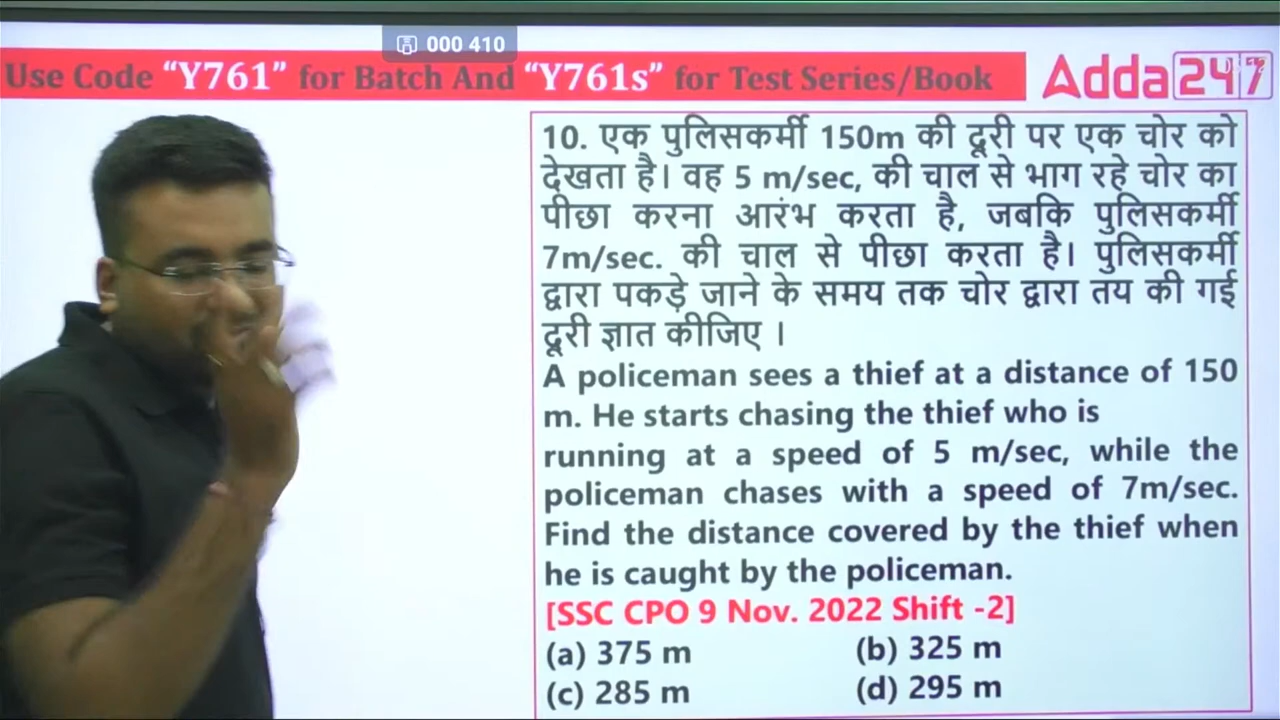 000 410
Use Code “Y761” for Batch And “Y761s” for Test Series/Book
Adda247
10. एक पुलिसकर्मी 150m की दूरी पर एक चोर को
देखता है। वह 5 m/sec, की चाल से भाग रहे चोर का
पीछा करना आरंभ करता है, जबकि पुलिसकर्मी
7m/sec. की चाल से पीछा करता है। पुलिसकर्मी
द्वारा पकड़े जाने के समय तक चोर द्वारा तय की गई
दूरी ज्ञात कीजिए ।
A policeman sees a thief at a distance of 150
m. He starts chasing the thief who is
running at a speed of 5 m/sec, while the
policeman chases with a speed of 7m/sec.
Find the distance covered by the thief when
he is caught by the policeman.
[SSC CPO 9 Nov. 2022 Shift -2]
(a) 375 m (b) 325 m
(c) 285 m (d) 295 m